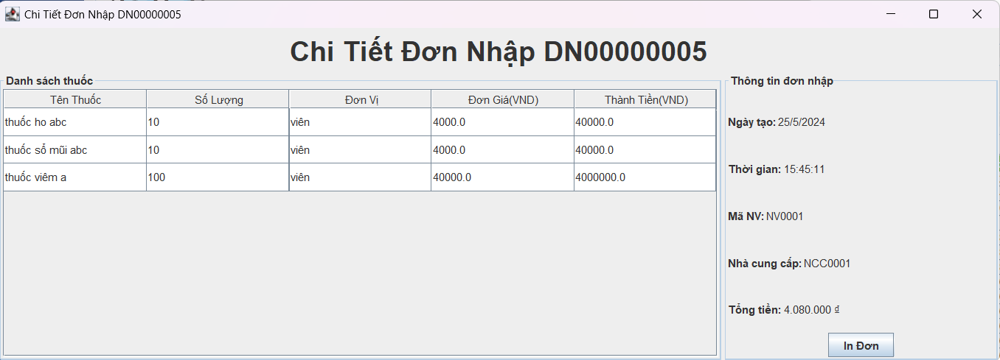 Chi Tiết Đơn Nhập DN00000005
Chi Tiết Đơn Nhập DN00000005
Danh sách thuốc
Tên Thuốc Số Lượng Đơn Vị Đơn Giá(VND) Thành Tiền(VND)
thuốc ho abc 10 viên 4000.0 40000.0
thuốc sổ mũi abc 10 viên 4000.0 40000.0
thuốc viêm a 100 viên 40000.0 4000000.0
Thông tin đơn nhập
Ngày tạo: 25/5/2024
Thời gian: 15:45:11
Mã NV: NV0001
Nhà cung cấp: NCC0001
Tổng tiền: 4.080.000 ₫
In Đơn